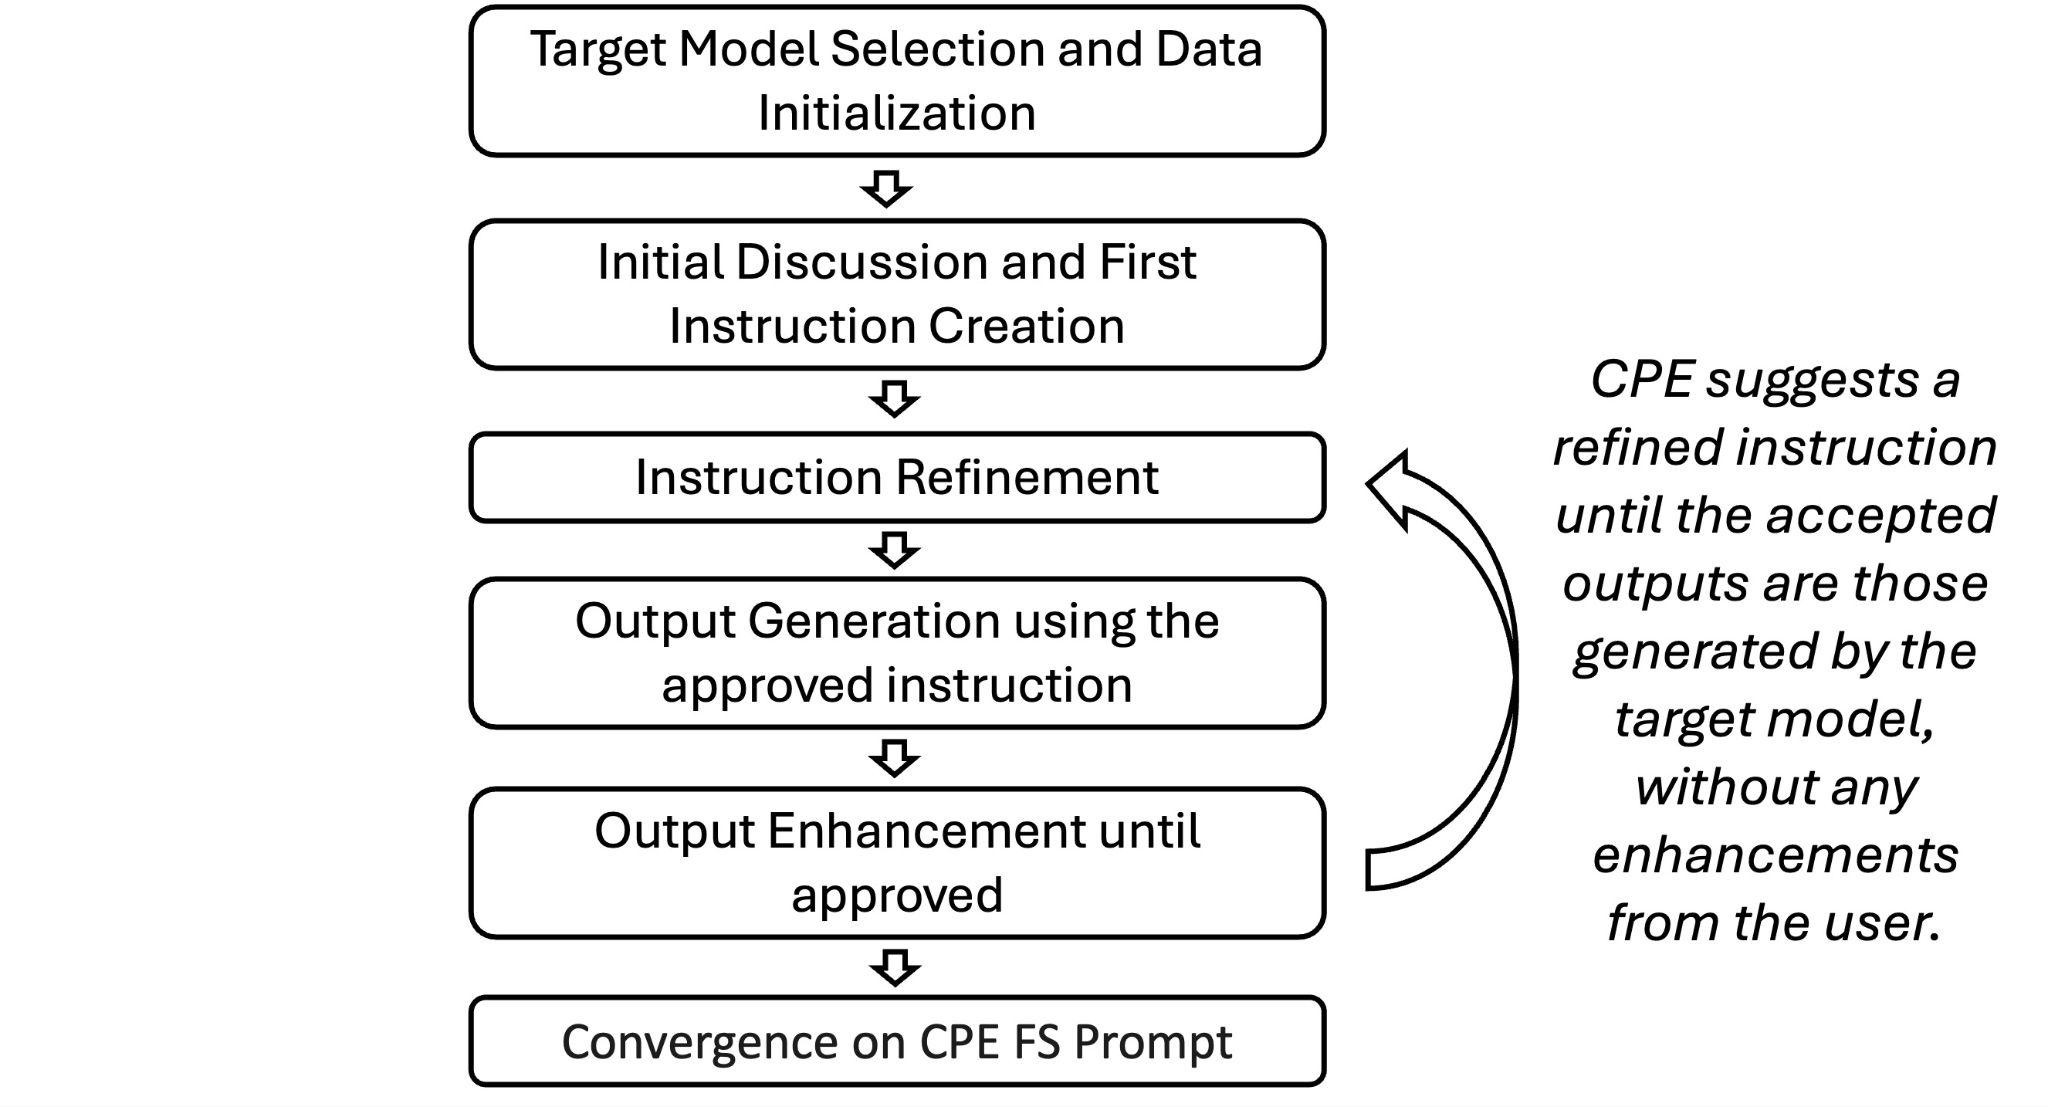 Target Model Selection and Data
Initialization
Initial Discussion and First
Instruction Creation
Instruction Refinement
Output Generation using the
approved instruction
Output Enhancement until
approved
Convergence on CPE FS Prompt
CPE suggests a
refined instruction
until the accepted
outputs are those
generated by the
target model,
without any
enhancements
from the user.